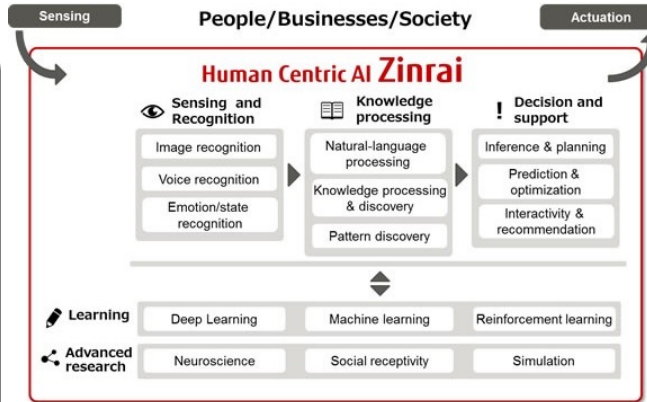 Sensing
People/Businesses/Society
Actuation
Human Centric AI Zinrai
Sensing and
Recognition
Image recognition
Voice recognition
Emotion/state
recognition
Knowledge
processing
Natural-language
processing
Knowledge processing
& discovery
Pattern discovery
! Decision and
support
Inference & planning
Prediction &
optimization
Interactivity &
recommendation
Learning
Deep Learning
Machine learning
Reinforcement learning
Advanced
research
Neuroscience
Social receptivity
Simulation